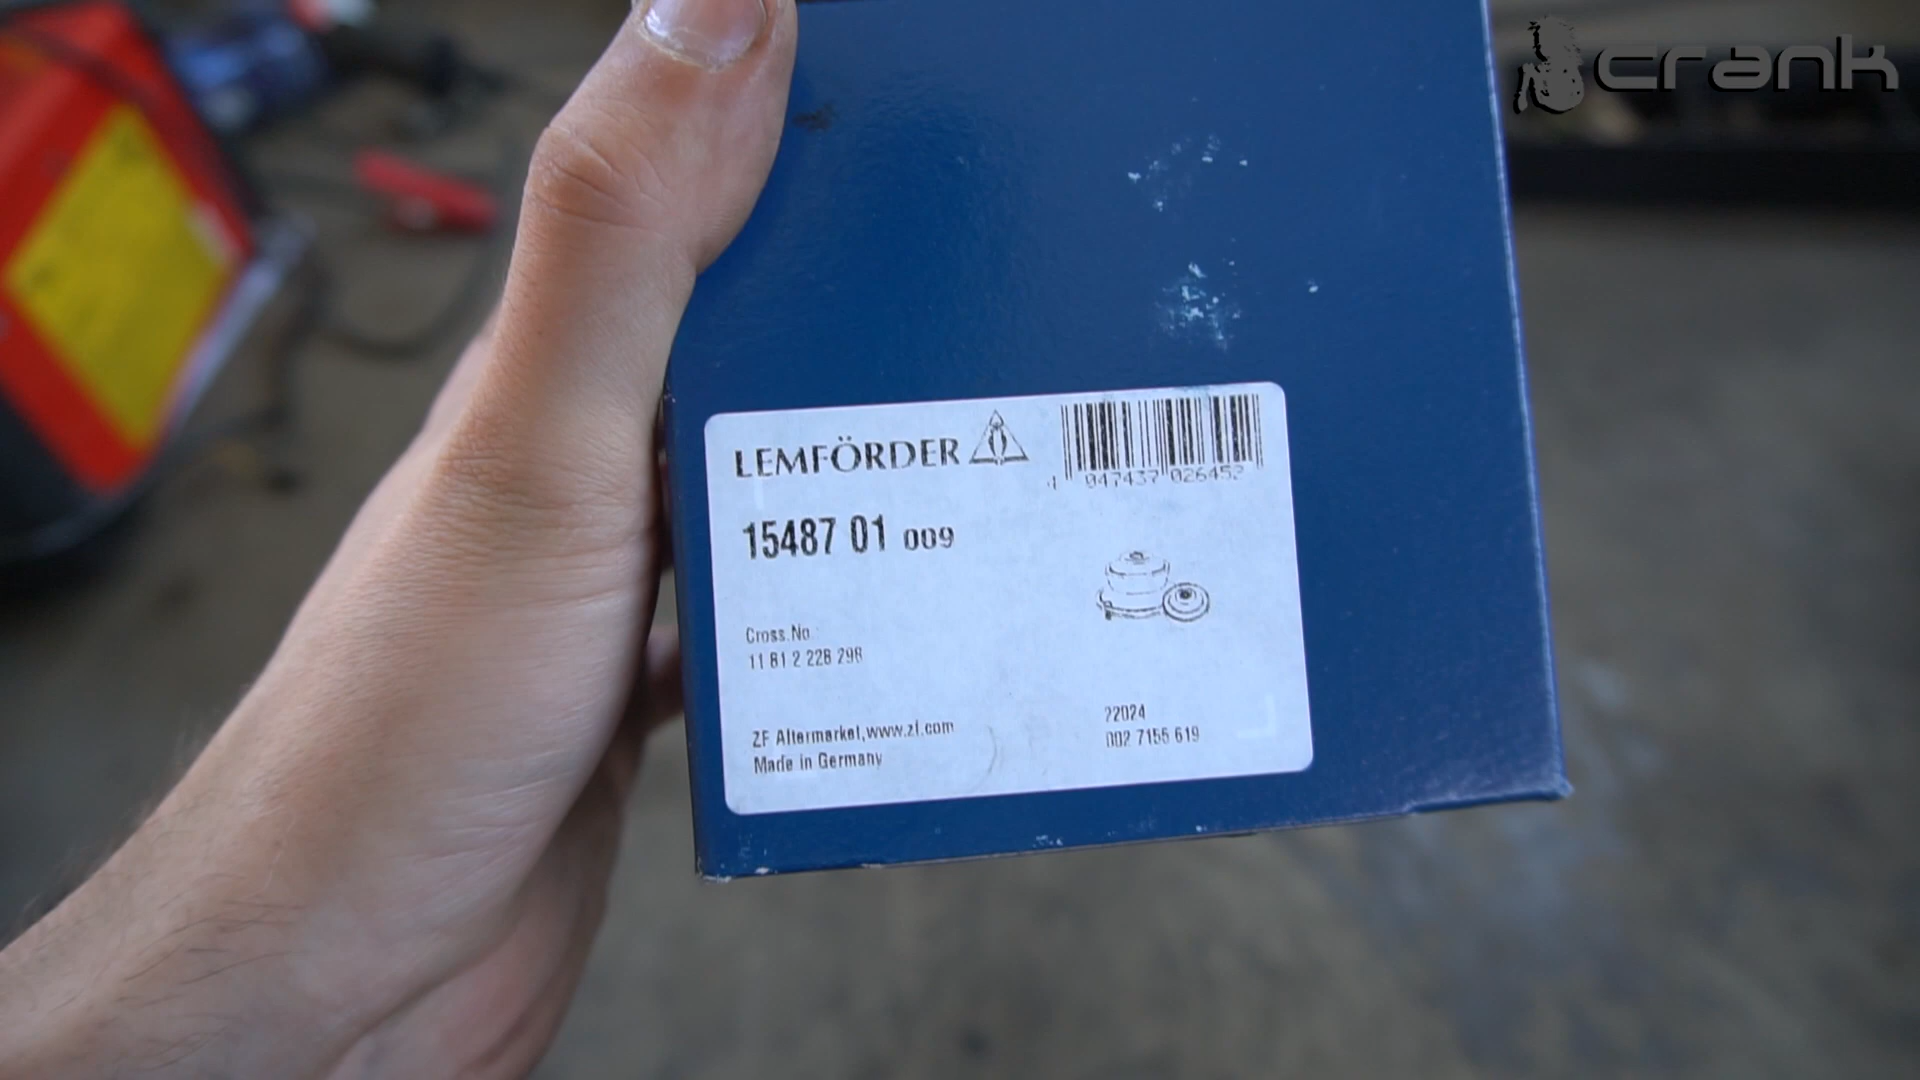 crank
LEMFÖRDER
4 047437 026452
15487 01 009
Cross.No.:
11 81 2 228 298
ZF Aftermarket,www.zf.com
Made in Germany
22024
002 7155 619